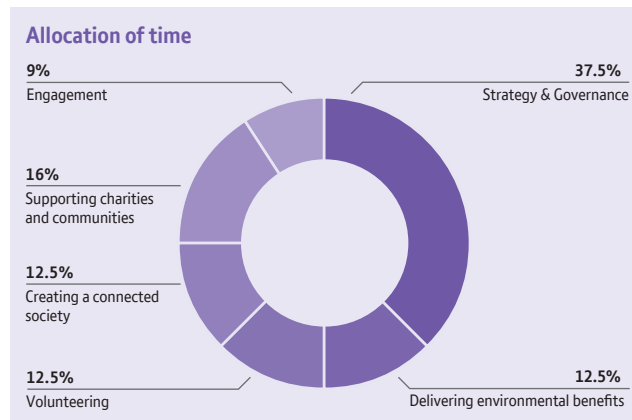 Allocation of time
9%
Engagement
37.5%
Strategy & Governance
16%
Supporting charities
and communities
12.5%
Creating a connected
society
12.5%
Volunteering
12.5%
Delivering environmental benefits